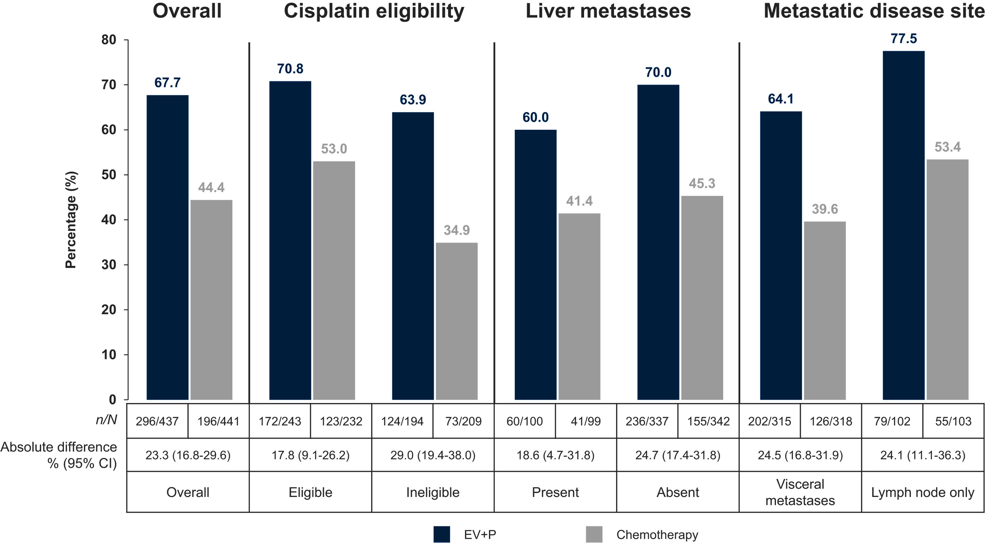 Overall Cisplatin eligibility Liver metastases Metastatic disease site
Percentage (%)
80
70
60
50
40
30
20
10
0
67.7 44.4 70.8 53.0 63.9 34.9 60.0 41.4 70.0 45.3 64.1 39.6 77.5 53.4
n/N 296/437 196/441 172/243 123/232 124/194 73/209 60/100 41/99 236/337 155/342 202/315 126/318 79/102 55/103
Absolute difference
% (95% CI) 23.3 (16.8-29.6) 17.8 (9.1-26.2) 29.0 (19.4-38.0) 18.6 (4.7-31.8) 24.7 (17.4-31.8) 24.5 (16.8-31.9) 24.1 (11.1-36.3)
Overall Eligible Ineligible Present Absent Visceral
metastases Lymph node only
EV+P Chemotherapy